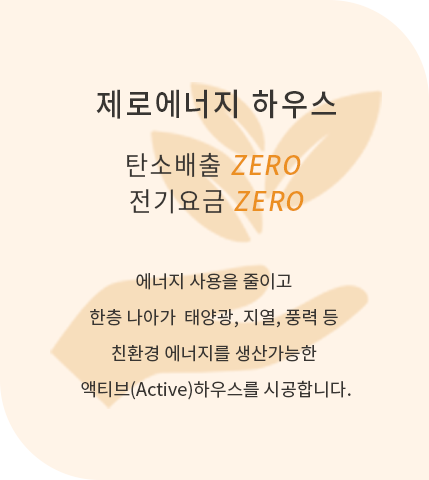 제로에너지 하우스
탄소배출 ZERO
전기요금 ZERO
에너지 사용을 줄이고
한층 나아가 태양광, 지열, 풍력 등
친환경 에너지를 생산가능한
액티브(Active)하우스를 시공합니다.